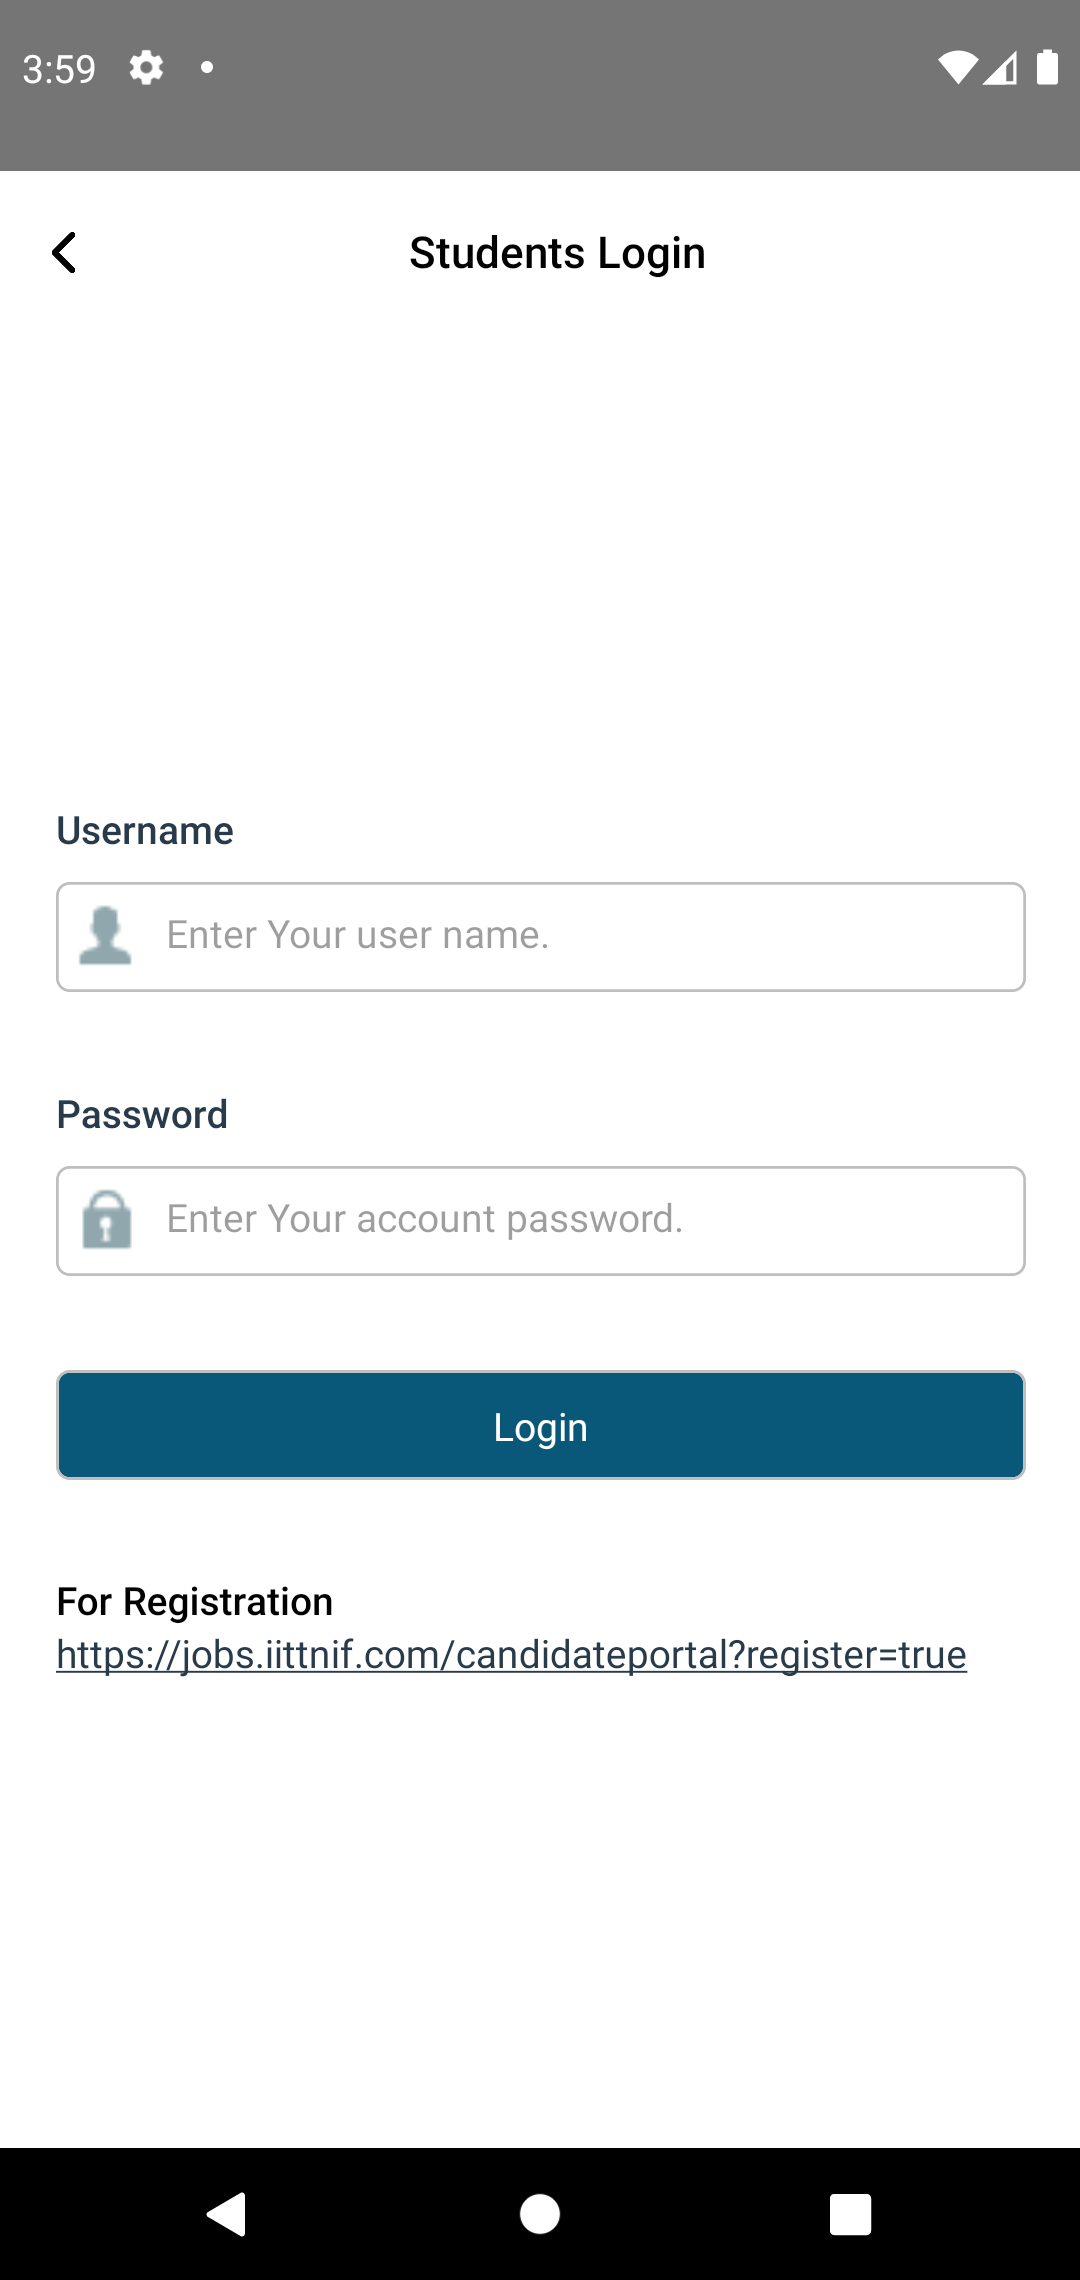 3:59
Students Login
Username
Enter Your user name.
Password
Enter Your account password.
Login
For Registration
https://jobs.iittnif.com/candidateportal?register=true